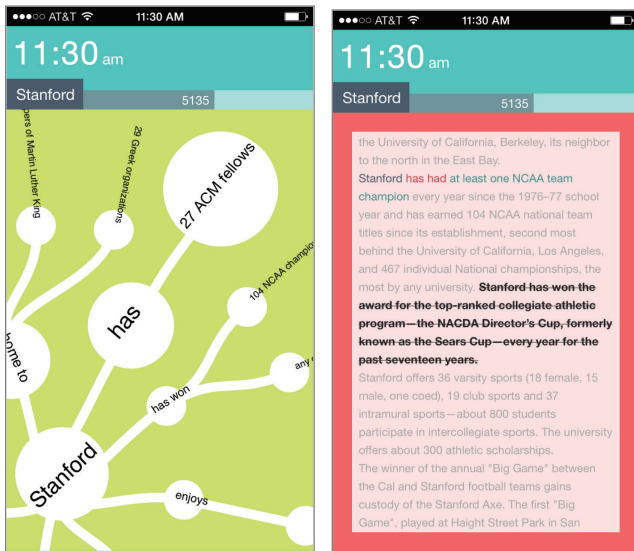 ●●●○○ AT&T 11:30 AM
11:30 am
Stanford
5135
pers of Martin Luther King
29 Greek organizations
27 ACM fellows
104 NCAA champion
has
any
home to
has won
Stanford
enjoys
●●●○○ AT&T 11:30 AM
11:30 am
Stanford
5135
the University of California, Berkeley, its neighbor
to the north in the East Bay.
Stanford has had at least one NCAA team
champion every year since the 1976–77 school
year and has earned 104 NCAA national team
titles since its establishment, second most
behind the University of California, Los Angeles,
and 467 individual National championships, the
most by any university. Stanford has won the
award for the top-ranked collegiate athletic
program—the NACDA Director's Cup, formerly
known as the Sears Cup—every year for the
past seventeen years.
Stanford offers 36 varsity sports (18 female, 15
male, one coed), 19 club sports and 37
intramural sports—about 800 students
participate in intercollegiate sports. The university
offers about 300 athletic scholarships.
The winner of the annual "Big Game" between
the Cal and Stanford football teams gains
custody of the Stanford Axe. The first "Big
Game", played at Haight Street Park in San